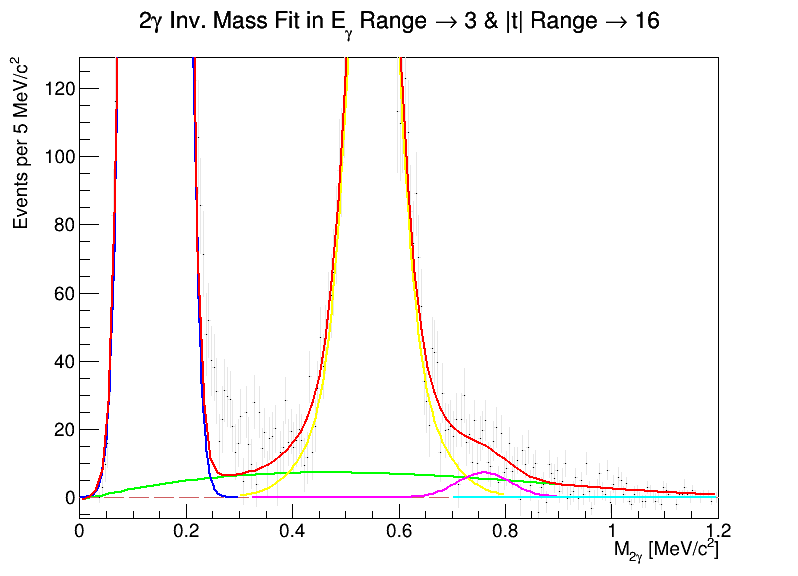 2γ Inv. Mass Fit in Eγ Range → 3 & |t| Range → 16
Events per 5 MeV/c²
120
100
80
60
40
20
0
0 0.2 0.4 0.6 0.8 1 1.2
M2γ [MeV/c²]